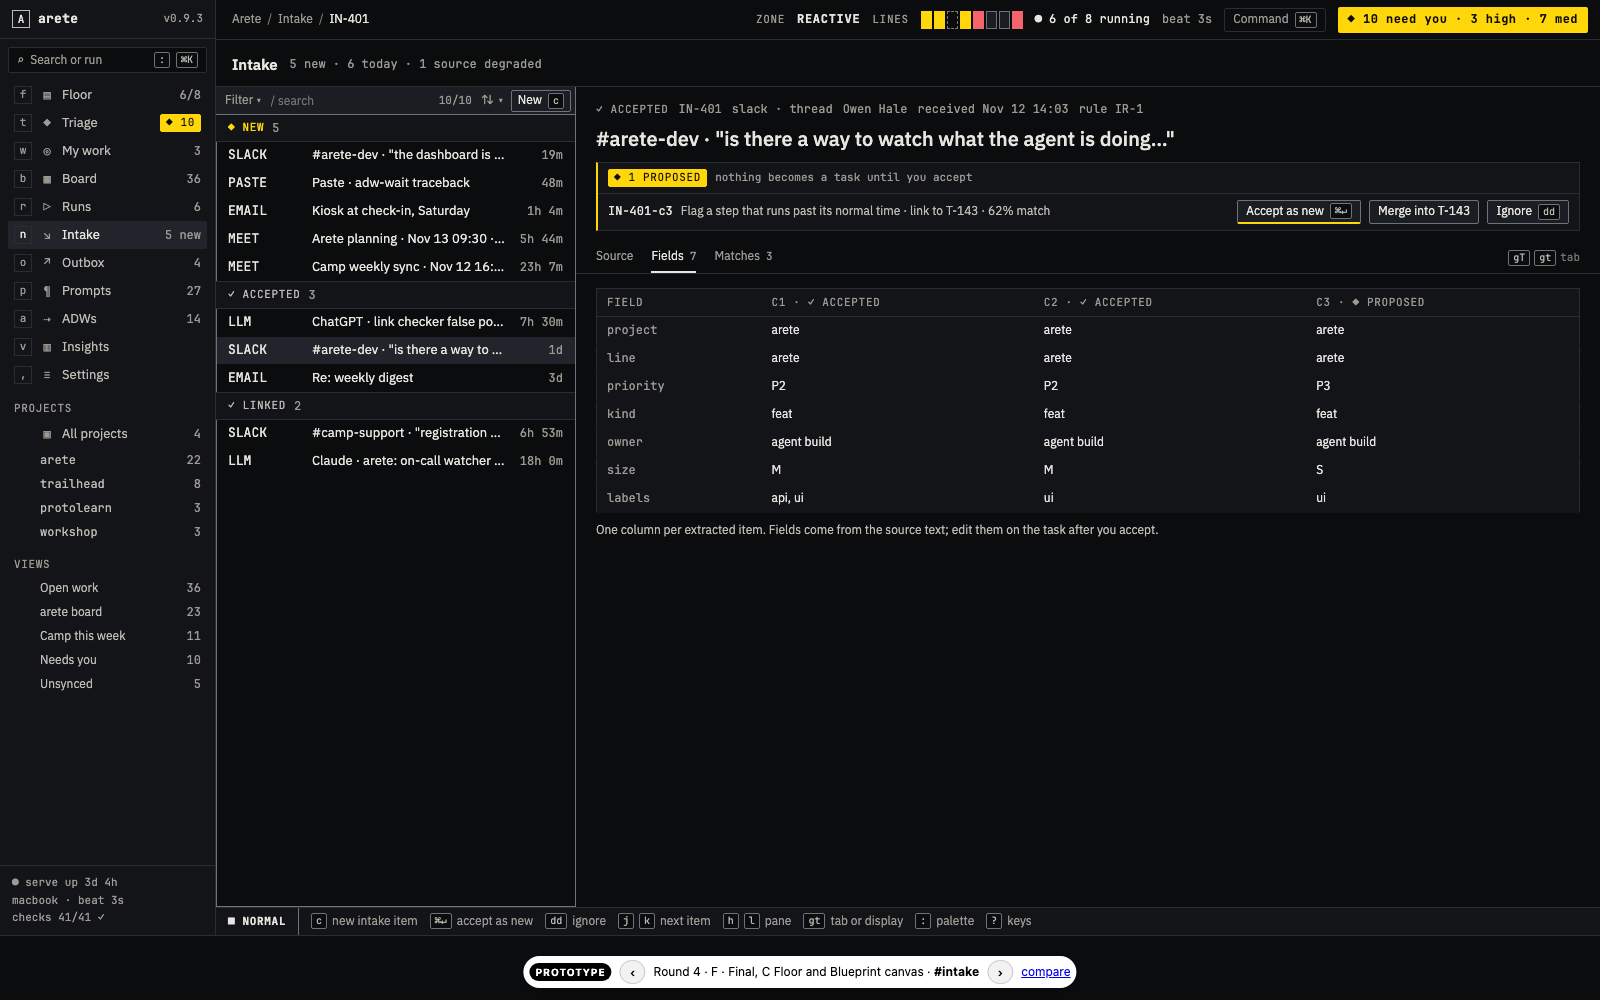 A arete v0.9.3
Search or run : ⌘K
f Floor 6/8
t Triage ◆ 10
w My work 3
b Board 36
r Runs 6
n Intake 5 new
o Outbox 4
p Prompts 27
a ADWs 14
v Insights
, Settings
PROJECTS
All projects 4
arete 22
trailhead 8
protolearn 3
workshop 3
VIEWS
Open work 36
arete board 23
Camp this week 11
Needs you 10
Unsynced 5
● serve up 3d 4h
macbook · beat 3s
checks 41/41 ✓
Arete / Intake / IN-401
ZONE REACTIVE LINES ● 6 of 8 running beat 3s Command ⌘K ◆ 10 need you · 3 high · 7 med
Intake 5 new · 6 today · 1 source degraded
Filter ▾ / search 10/10 ⇅ ▾ New c
◆ NEW 5
SLACK #arete-dev · "the dashboard is ... 19m
PASTE Paste · adw-wait traceback 48m
EMAIL Kiosk at check-in, Saturday 1h 4m
MEET Arete planning · Nov 13 09:30 ·... 5h 44m
MEET Camp weekly sync · Nov 12 16:... 23h 7m
✓ ACCEPTED 3
LLM ChatGPT · link checker false po... 7h 30m
SLACK #arete-dev · "is there a way to ... 1d
EMAIL Re: weekly digest 3d
✓ LINKED 2
SLACK #camp-support · "registration ... 6h 53m
LLM Claude · arete: on-call watcher ... 18h 0m
✓ ACCEPTED IN-401 slack · thread Owen Hale received Nov 12 14:03 rule IR-1
#arete-dev · "is there a way to watch what the agent is doing..."
◆ 1 PROPOSED nothing becomes a task until you accept
IN-401-c3 Flag a step that runs past its normal time · link to T-143 · 62% match Accept as new ⌘↵ Merge into T-143 Ignore dd
Source Fields 7 Matches 3 gT gt tab
FIELD C1 · ✓ ACCEPTED C2 · ✓ ACCEPTED C3 · ◆ PROPOSED
project arete arete arete
line arete arete arete
priority P2 P2 P3
kind feat feat feat
owner agent build agent build agent build
size M M S
labels api, ui ui ui
One column per extracted item. Fields come from the source text; edit them on the task after you accept.
■ NORMAL c new intake item ⌘↵ accept as new dd ignore j k next item h l pane gt tab or display : palette ? keys
PROTOTYPE ‹ Round 4 · F · Final, C Floor and Blueprint canvas · #intake › compare